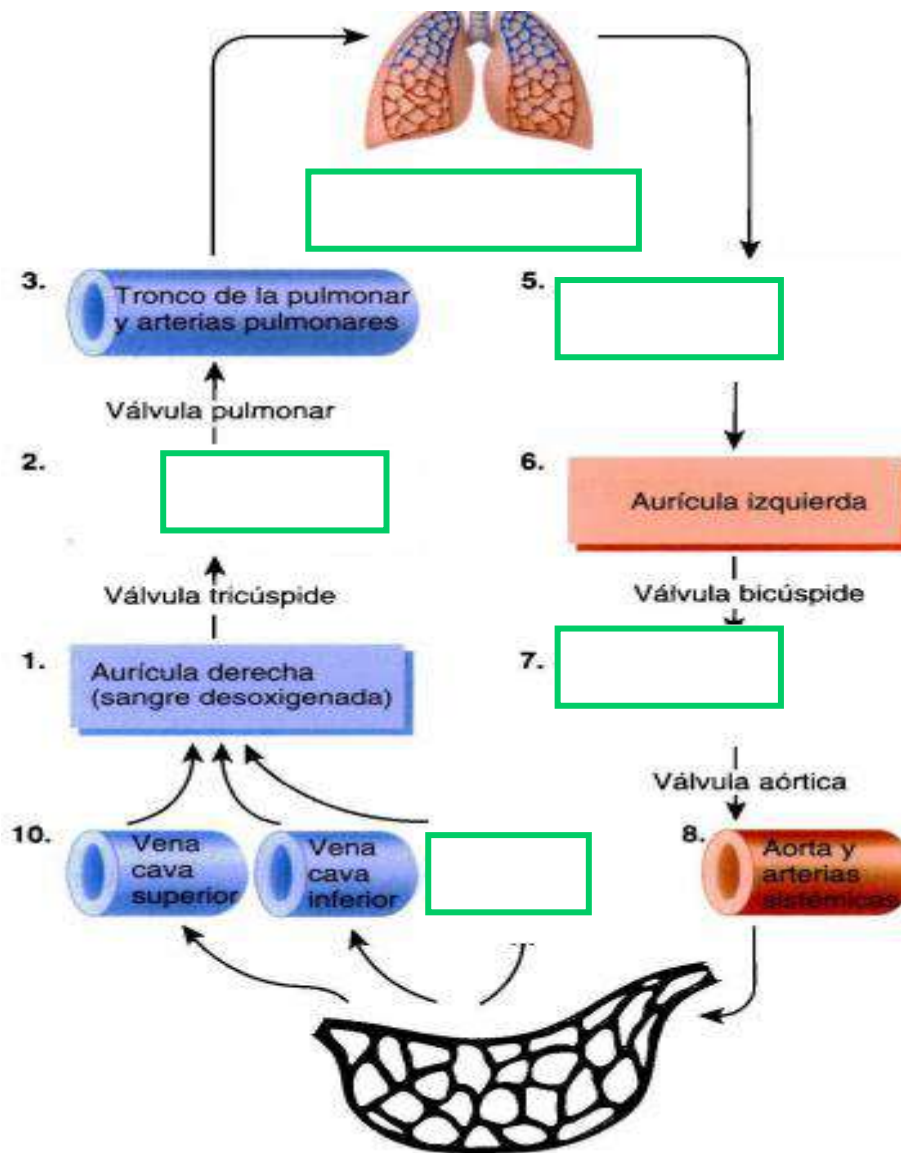 3.
Tronco de la pulmonar
y arterias pulmonares
5.
Válvula pulmonar
2.
6.
Aurícula izquierda
Válvula tricúspide
Válvula bicúspide
1.
Aurícula derecha
(sangre desoxigenada)
7.
Válvula aórtica
10.
Vena
cava
superior
Vena
cava
inferior
8.
Aorta y
arterias
sistémicas